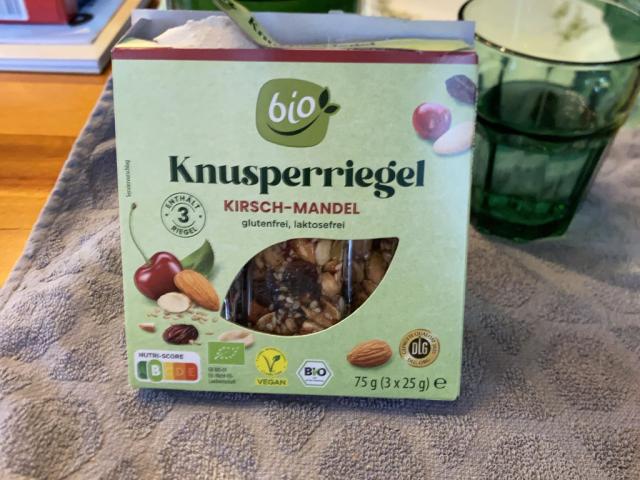 bio
Knusperriegel
KIRSCH-MANDEL
glutenfrei, laktosefrei
ENTHÄLT
3
RIEGEL
NUTRI-SCORE
A B C D E
VEGAN
BIO
DLG
75 g (3 x 25 g) e